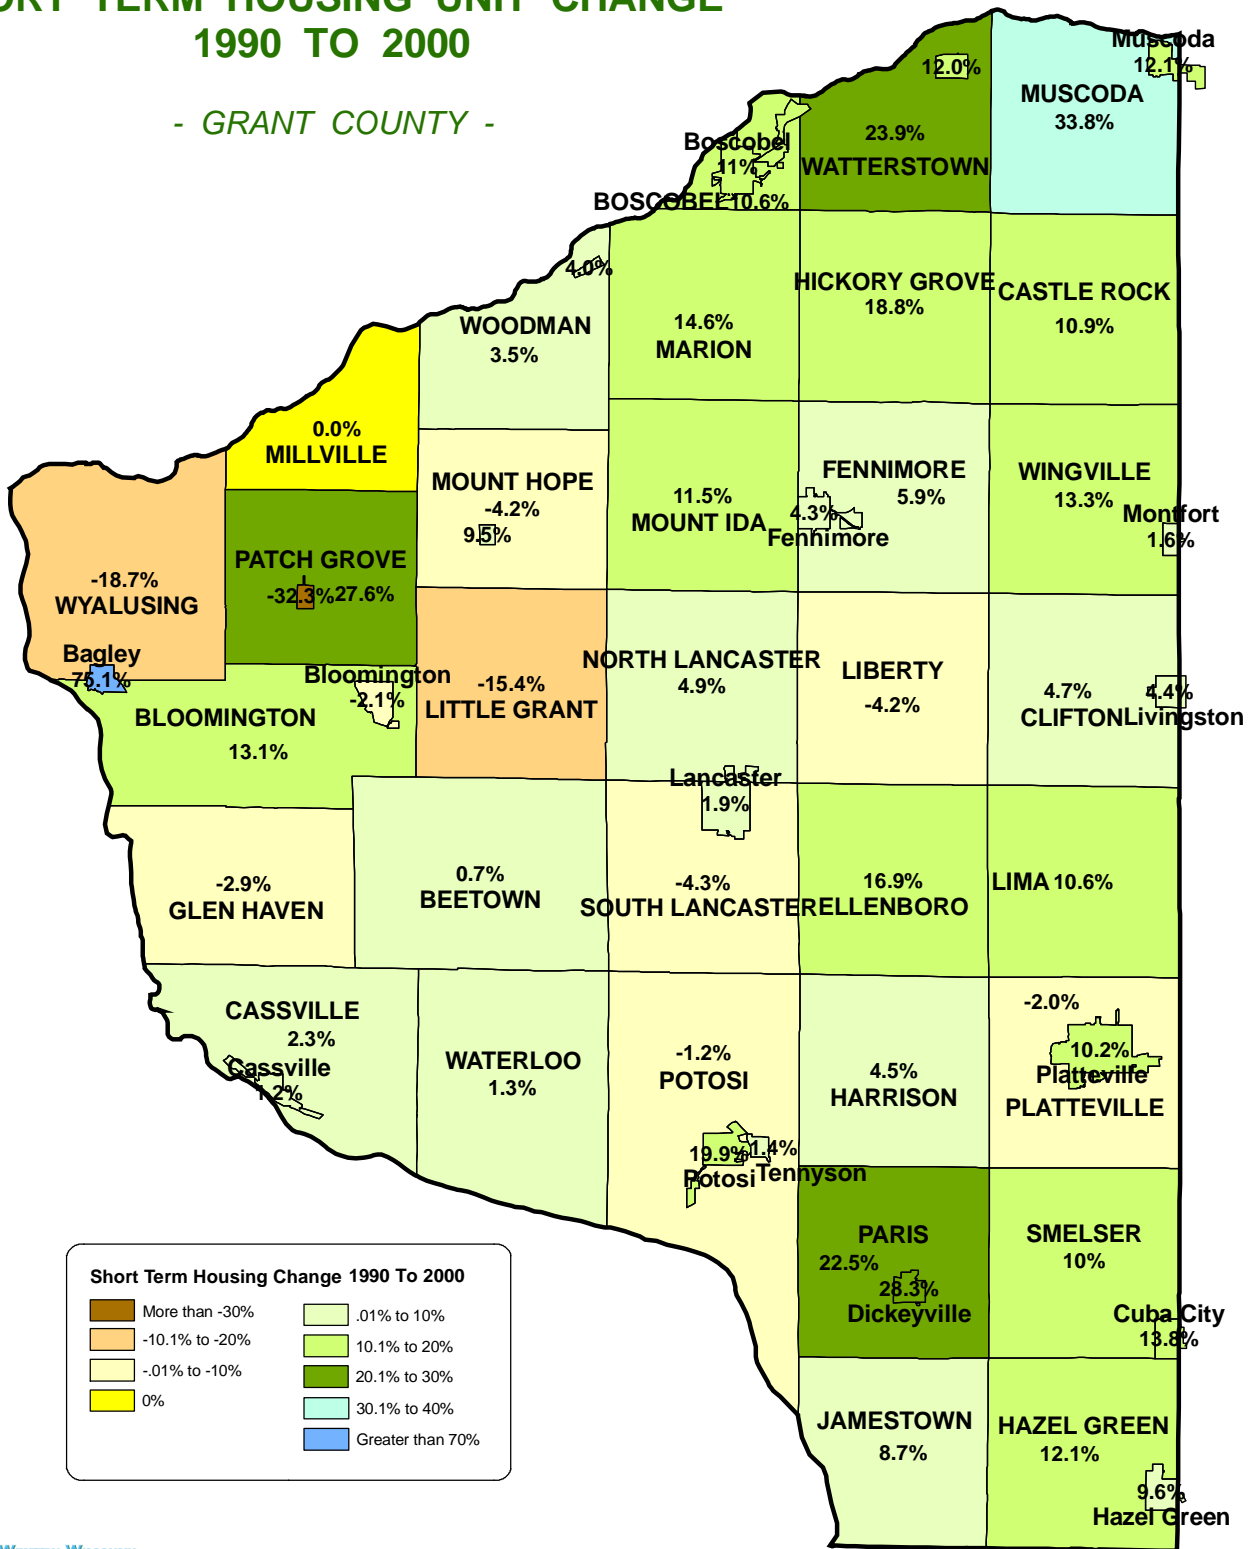 ORT TERM HOUSING UNIT CHANGE
1990 TO 2000
- GRANT COUNTY -
Muscoda
12.1%
12.0%
MUSCODA
33.8%
23.9%
WATTERSTOWN
Boscobel
11%
BOSCOBEL 10.6%
4.0%
HICKORY GROVE
18.8%
CASTLE ROCK
10.9%
WOODMAN
3.5%
14.6%
MARION
0.0%
MILLVILLE
MOUNT HOPE
-4.2%
9.5%
11.5%
MOUNT IDA
FENNIMORE
5.9%
4.3%
Fennimore
WINGVILLE
13.3%
Montfort
1.6%
PATCH GROVE
-32.3% 27.6%
-18.7%
WYALUSING
Bagley
75.1%
Bloomington
-2.1%
BLOOMINGTON
13.1%
-15.4%
LITTLE GRANT
NORTH LANCASTER
4.9%
LIBERTY
-4.2%
4.7%
CLIFTON
4.4%
Livingston
Lancaster
1.9%
-2.9%
GLEN HAVEN
0.7%
BEETOWN
-4.3%
SOUTH LANCASTER
16.9%
ELLENBORO
LIMA 10.6%
CASSVILLE
2.3%
Cassville
1.2%
WATERLOO
1.3%
-1.2%
POTOSI
4.5%
HARRISON
-2.0%
10.2%
Platteville
PLATTEVILLE
19.9%
Potosi
1.4%
Tennyson
PARIS
22.5%
28.3%
Dickeyville
SMELSER
10%
Cuba City
13.8%
JAMESTOWN
8.7%
HAZEL GREEN
12.1%
9.6%
Hazel Green
Short Term Housing Change 1990 To 2000
More than -30%
-10.1% to -20%
-.01% to -10%
0%
.01% to 10%
10.1% to 20%
20.1% to 30%
30.1% to 40%
Greater than 70%